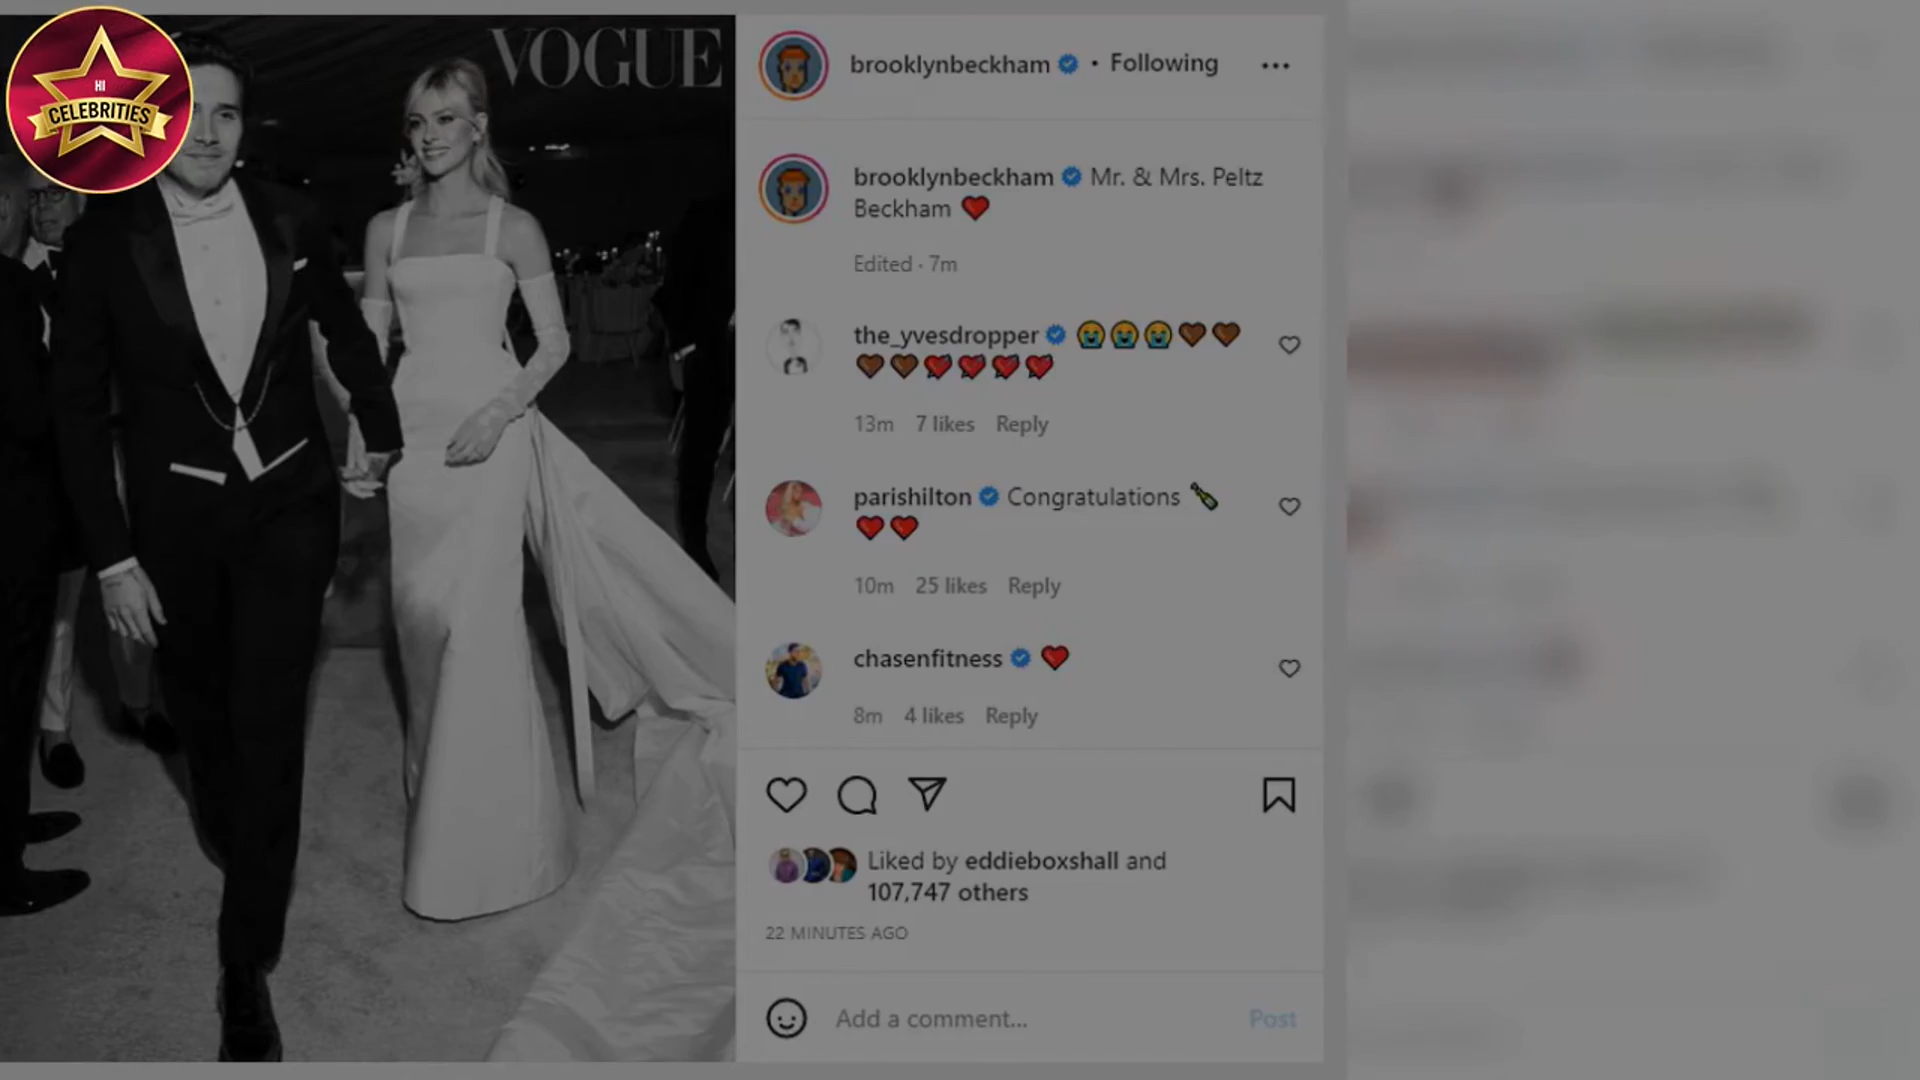 HI
CELEBRITIES
VOGUE
brooklynbeckham • Following
brooklynbeckham Mr. & Mrs. Peltz
Beckham ❤️
Edited · 7m
the_yvesdropper 😭😭😭🤎🤎
🤎🤎💘💘💘💘
13m 7 likes Reply
parishilton Congratulations 🍾
❤️❤️
10m 25 likes Reply
chasenfitness ❤️
8m 4 likes Reply
Liked by eddieboxshall and
107,747 others
22 MINUTES AGO
Add a comment... Post